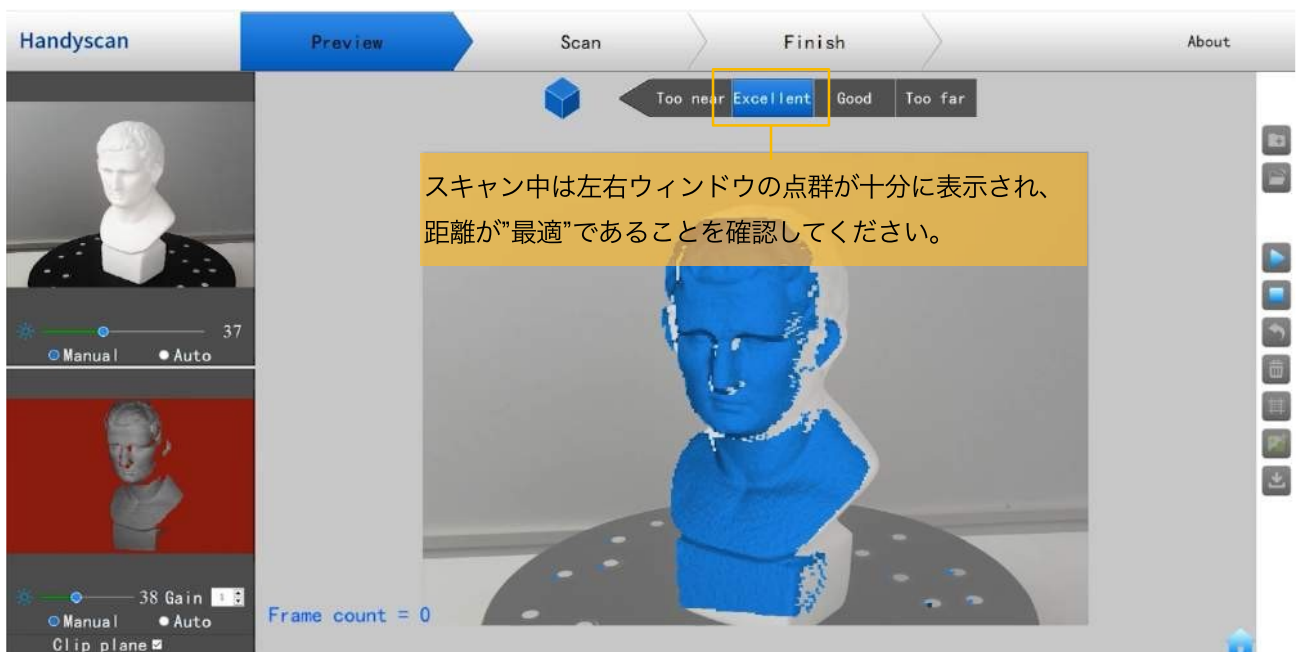 Handyscan
Preview
Scan
Finish
About
Too near Excellent Good Too far
スキャン中は左右ウィンドウの点群が十分に表示され、
距離が”最適”であることを確認してください。
37
Manual Auto
38 Gain 1
Manual Auto
Clip plane
Frame count = 0